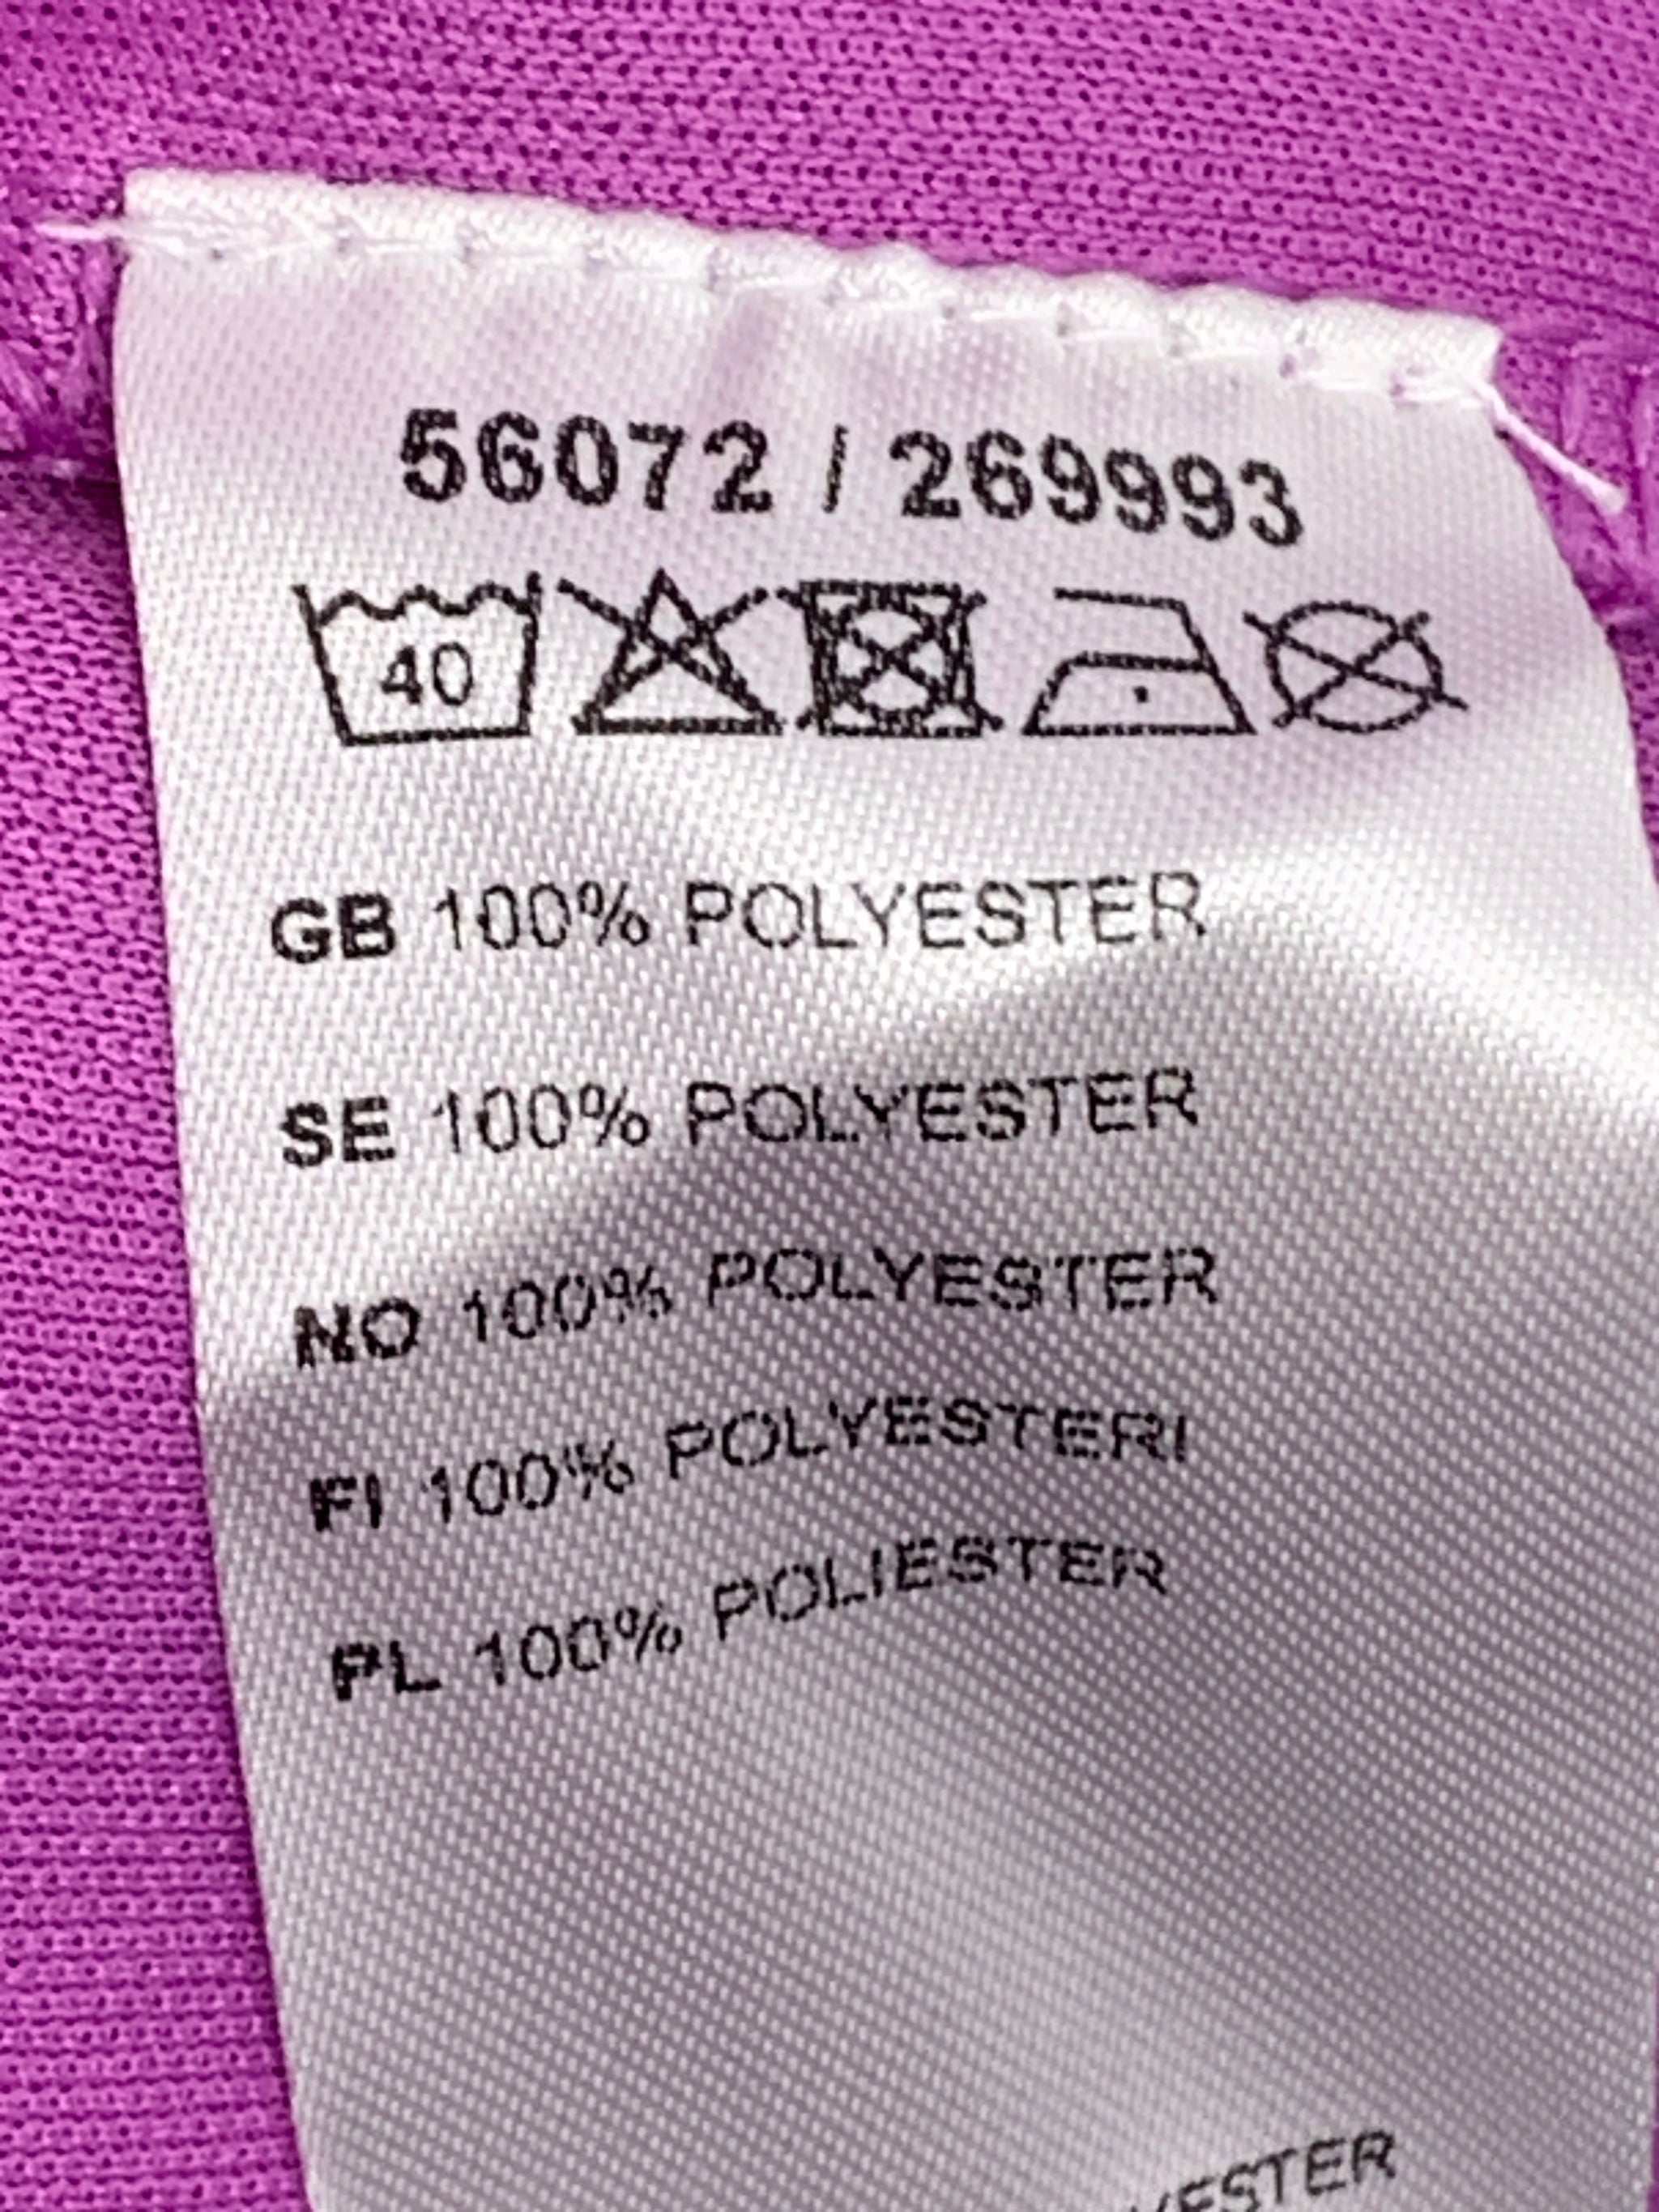 56072 / 269993
40
GB 100% POLYESTER
SE 100% POLYESTER
NO 100% POLYESTER
FI 100% POLYESTERI
PL 100% POLIESTER